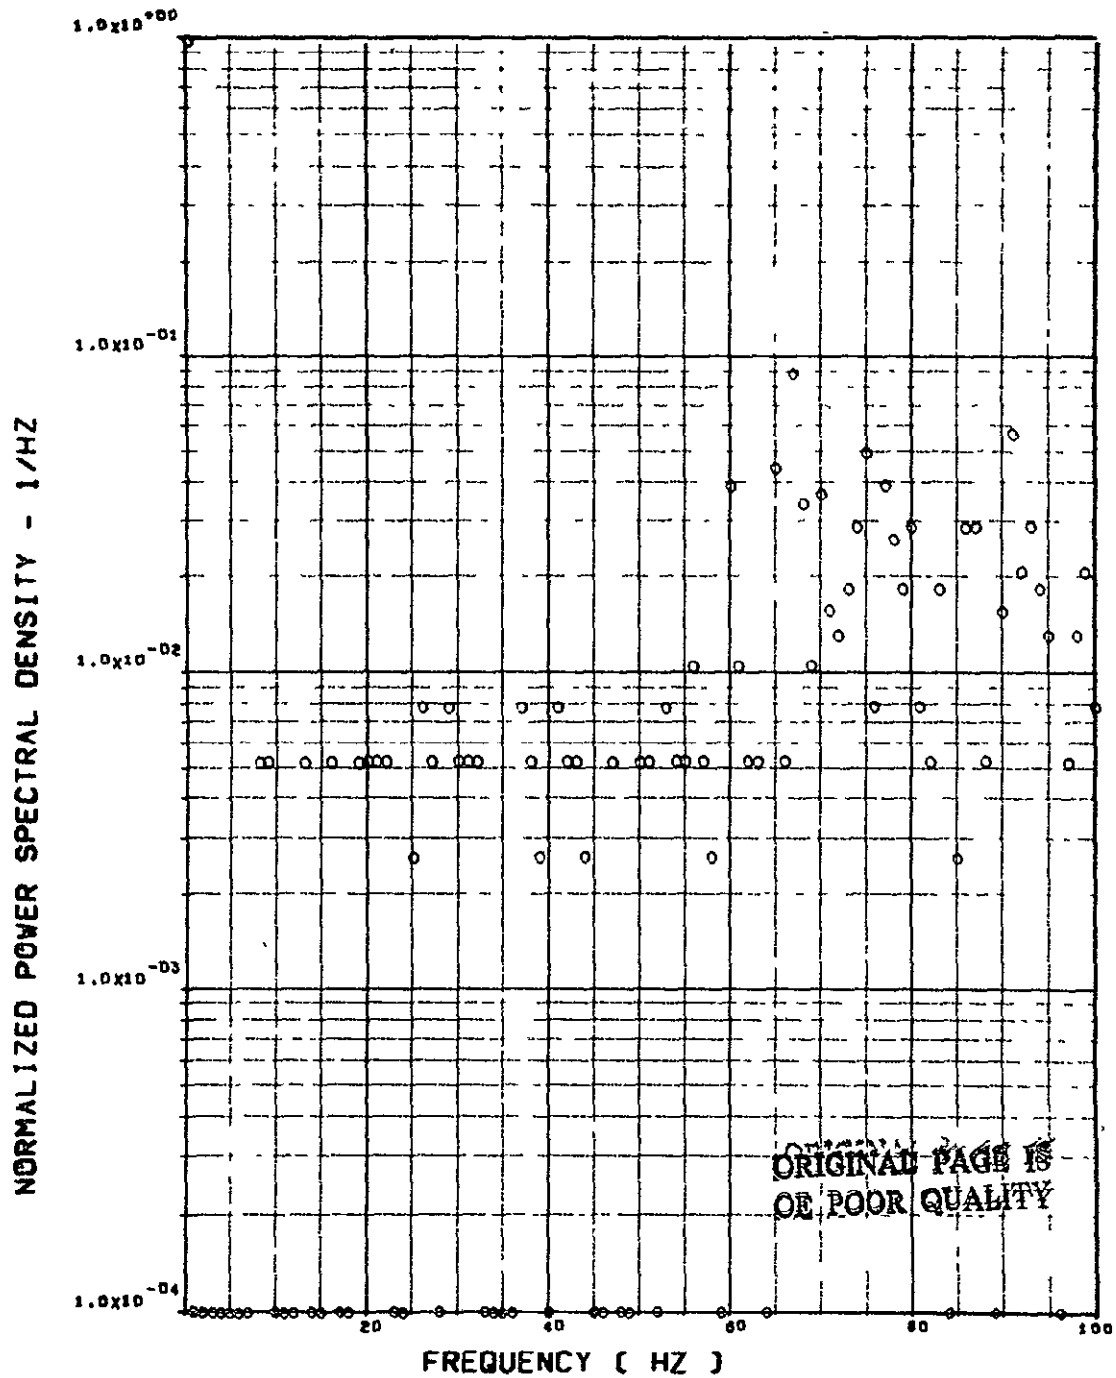 1.0X10+00
1.0X10-01
1.0X10-02
1.0X10-03
1.0X10-04
NORMALIZED POWER SPECTRAL DENSITY - 1/HZ
20 40 60 80 100
FREQUENCY ( HZ )
ORIGINAL PAGE IS
OF POOR QUALITY